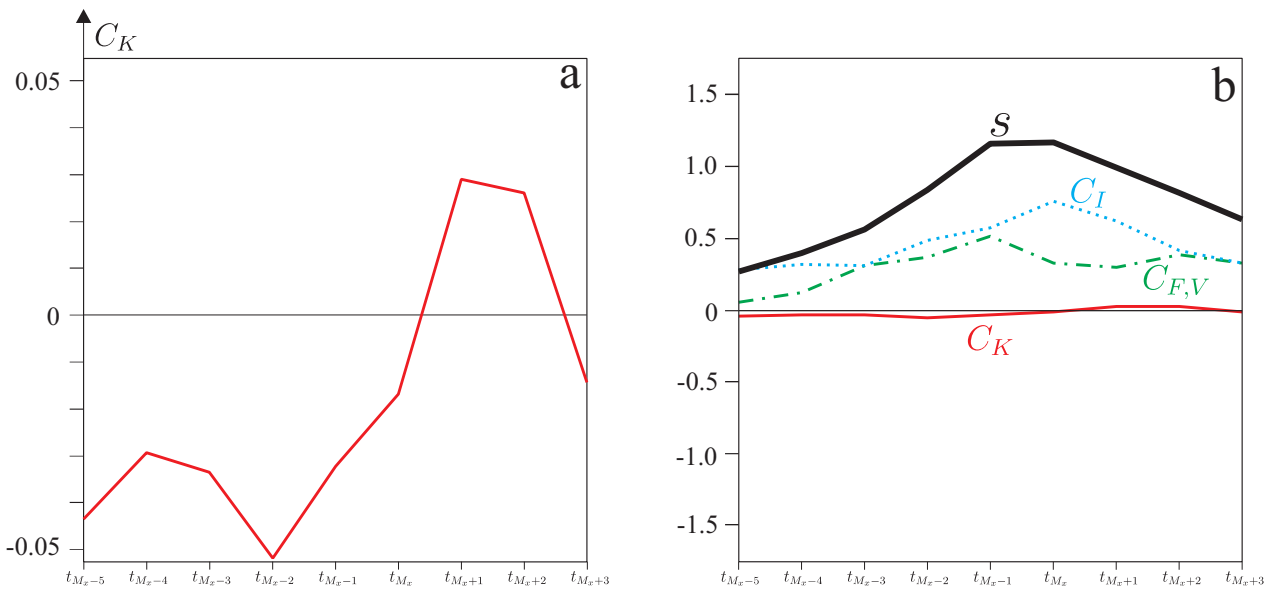 C_K
a
0.05
0
-0.05
t_{M_x-5} t_{M_x-4} t_{M_x-3} t_{M_x-2} t_{M_x-1} t_{M_x} t_{M_x+1} t_{M_x+2} t_{M_x+3}
b
1.5
s
1.0
C_I
0.5
C_{F,V}
0
C_K
-0.5
-1.0
-1.5
t_{M_x-5} t_{M_x-4} t_{M_x-3} t_{M_x-2} t_{M_x-1} t_{M_x} t_{M_x+1} t_{M_x+2} t_{M_x+3}